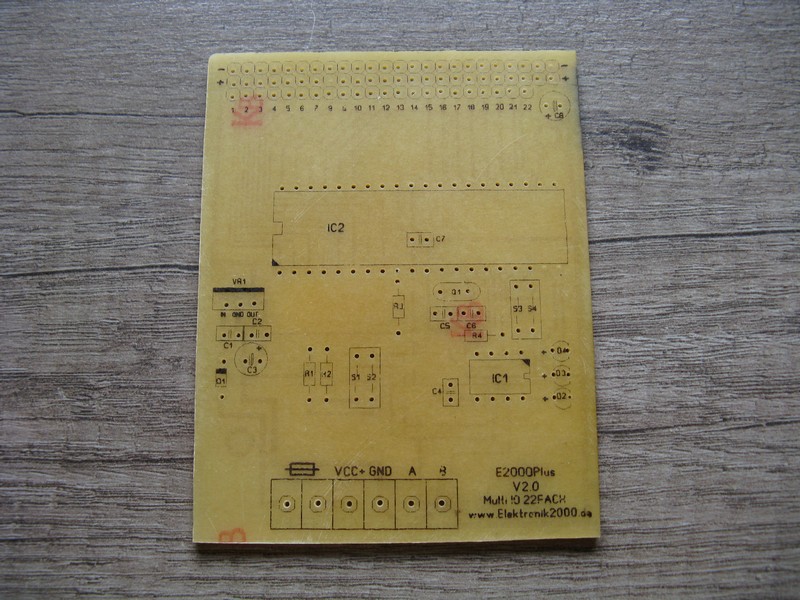 -
+ +
1 2 3 4 5 6 7 8 9 10 11 12 13 14 15 16 17 18 19 20 21 22
+ C8
IC2
C7
VR1
IN GND OUT
Q1
S3 S4
R3
C5 C6
C1 C2
R4
C3
D1
R1 R2
S1 S2
C4
IC1
D4
D3
D2
VCC+ GND A B
E2000Plus
V2.0
Multi IO 22FACH
www.Elektronik2000.de